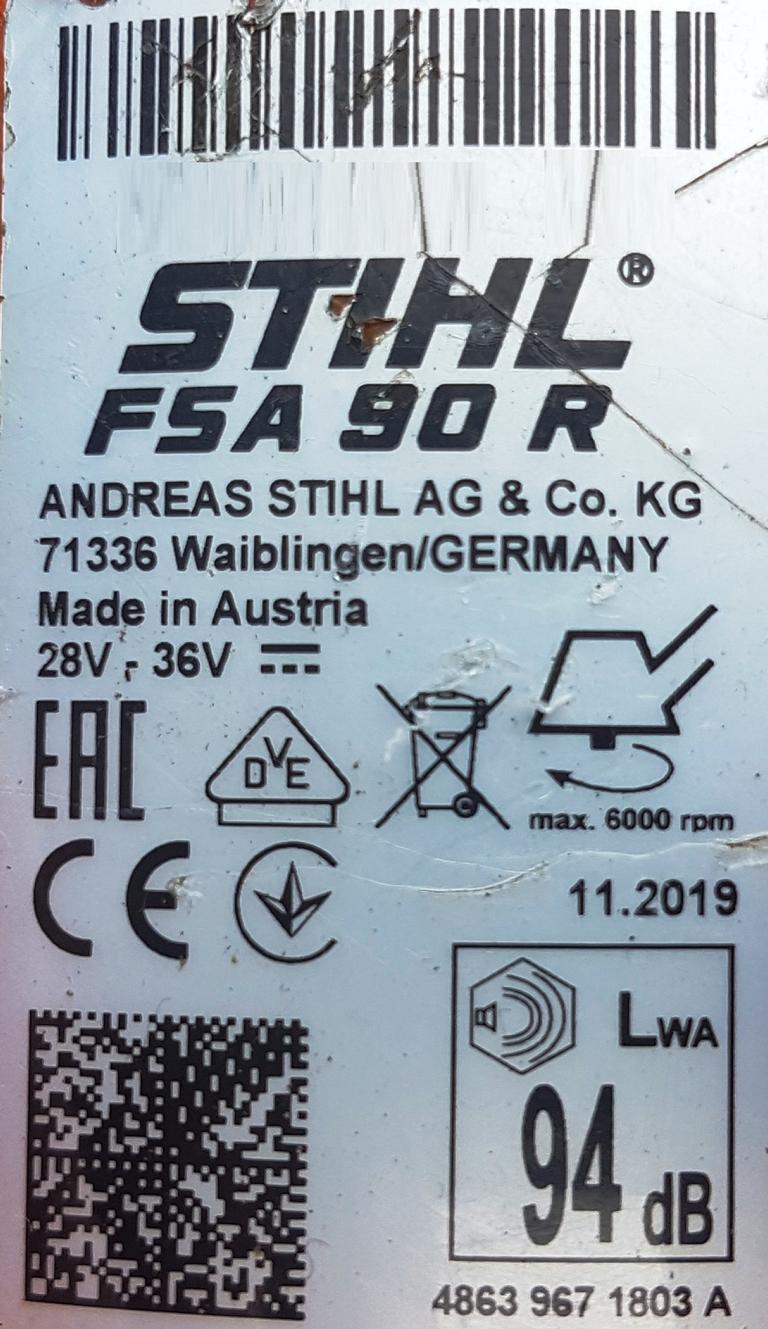 STIHL®
FSA 90 R
ANDREAS STIHL AG & Co. KG
71336 Waiblingen/GERMANY
Made in Austria
28V - 36V
EAC
DVE
max. 6000 rpm
CE
11.2019
LWA
94 dB
4863 967 1803 A